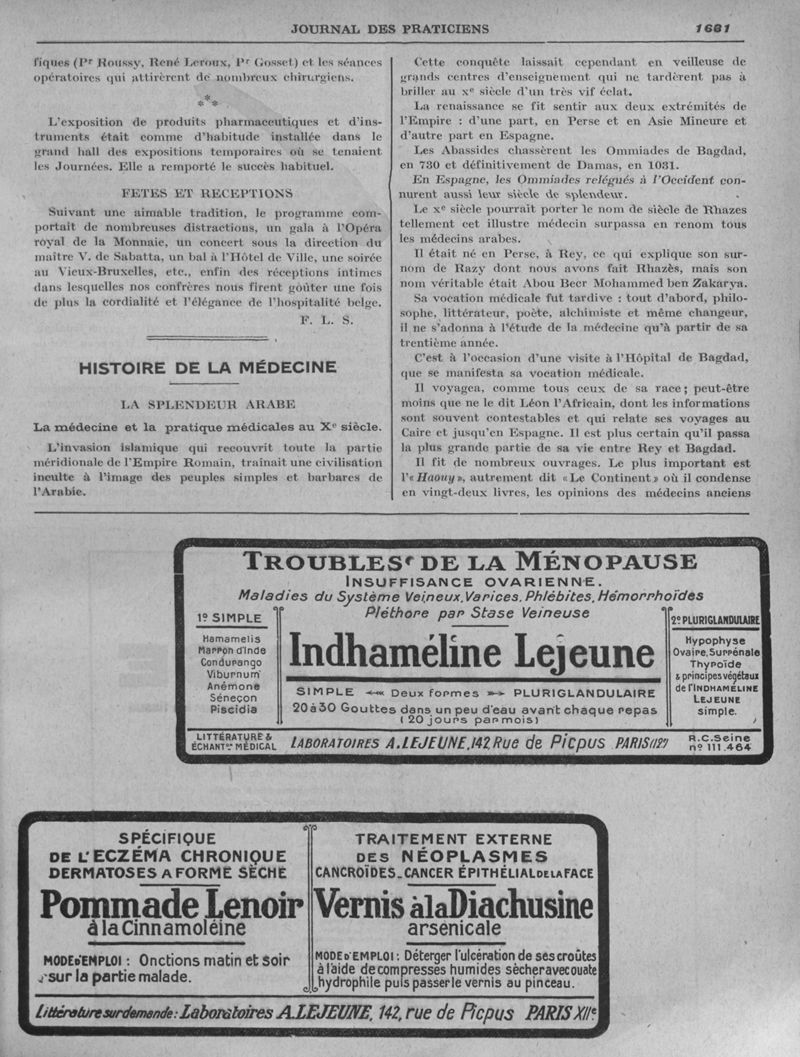 JOURNAL DES PRATICIENS 1681
fiques (Pr Roussy, René Leroux, Pr Gosset) et les séances
opératoires qui attirèrent de nombreux chirurgiens.
***
L'exposition de produits pharmaceutiques et d'ins-
truments était comme d'habitude installée dans le
grand hall des expositions temporaires où se tenaient
les Journées. Elle a remporté le succès habituel.
FETES ET RECEPTIONS
Suivant une aimable tradition, le programme com-
portait de nombreuses distractions, un gala à l'Opéra
royal de la Monnaie, un concert sous la direction du
maître V. de Sabatta, un bal à l'Hôtel de Ville, une soirée
au Vieux-Bruxelles, etc., enfin des réceptions intimes
dans lesquelles nos confrères nous firent goûter une fois
de plus la cordialité et l'élégance de l'hospitalité belge.
F. L. S.
HISTOIRE DE LA MÉDECINE
LA SPLENDEUR ARABE
La médecine et la pratique médicales au Xe siècle.
L'invasion islamique qui recouvrit toute la partie
méridionale de l'Empire Romain, traînait une civilisation
inculte à l'image des peuples simples et barbares de
l'Arabie.
Cette conquête laissait cependant en veilleuse de
grands centres d'enseignement qui ne tardèrent pas à
briller au xe siècle d'un très vif éclat.
La renaissance se fit sentir aux deux extrémités de
l'Empire : d'une part, en Perse et en Asie Mineure et
d'autre part en Espagne.
Les Abassides chassèrent les Ommiades de Bagdad,
en 730 et définitivement de Damas, en 1031.
En Espagne, les Ommiades relégués à l'Occident con-
nurent aussi leur siècle de splendeur.
Le xe siècle pourrait porter le nom de siècle de Rhazes
tellement cet illustre médecin surpassa en renom tous
les médecins arabes.
Il était né en Perse, à Rey, ce qui explique son sur-
nom de Razy dont nous avons fait Rhazès, mais son
nom véritable était Abou Becr Mohammed ben Zakarya.
Sa vocation médicale fut tardive : tout d'abord, philo-
sophe, littérateur, poète, alchimiste et même changeur,
il ne s'adonna à l'étude de la médecine qu'à partir de sa
trentième année.
C'est à l'occasion d'une visite à l'Hôpital de Bagdad,
que se manifesta sa vocation médicale.
Il voyagea, comme tous ceux de sa race ; peut-être
moins que ne le dit Léon l'Africain, dont les informations
sont souvent contestables et qui relate ses voyages au
Caire et jusqu'en Espagne. Il est plus certain qu'il passa
la plus grande partie de sa vie entre Rey et Bagdad.
Il fit de nombreux ouvrages. Le plus important est
l'« Haouy », autrement dit « Le Continent » où il condense
en vingt-deux livres, les opinions des médecins anciens
TROUBLES DE LA MÉNOPAUSE
INSUFFISANCE OVARIENNE.
Maladies du Système Veineux, Varices, Phlébites, Hémorrhoïdes
Pléthore par Stase Veineuse
1º SIMPLE
Hamamelis
Marron d'Inde
Condurango
Viburnum
Anémone
Séneçon
Piscidia
Indhaméline Lejeune
SIMPLE Deux formes PLURIGLANDULAIRE
20 à 30 Gouttes dans un peu d'eau avant chaque repas
(20 jours par mois)
2º PLURIGLANDULAIRE
Hypophyse
Ovaire, Surrénale
Thyroïde
& principes végétaux
de l'INDHAMÉLINE
LEJEUNE
simple.
LITTÉRATURE &
ÉCHANTons MÉDICAL
LABORATOIRES A. LEJEUNE, 142, Rue de Picpus PARIS (12e)
R.C. Seine
nº 111.464
SPÉCIFIQUE
DE L'ECZÉMA CHRONIQUE
DERMATOSES A FORME SÈCHE
Pommade Lenoir
à la Cinnamoléine
MODE D'EMPLOI : Onctions matin et soir
sur la partie malade.
TRAITEMENT EXTERNE
DES NÉOPLASMES
CANCROÏDES_CANCER ÉPITHÉLIAL DE LA FACE
Vernis à la Diachusine
arsenicale
MODE D'EMPLOI : Déterger l'ulcération de ses croûtes
à l'aide de compresses humides sècher avec ouate
hydrophile puis passer le vernis au pinceau.
Littérature sur demande : Laboratoires A. LEJEUNE, 142, rue de Picpus PARIS XIIe